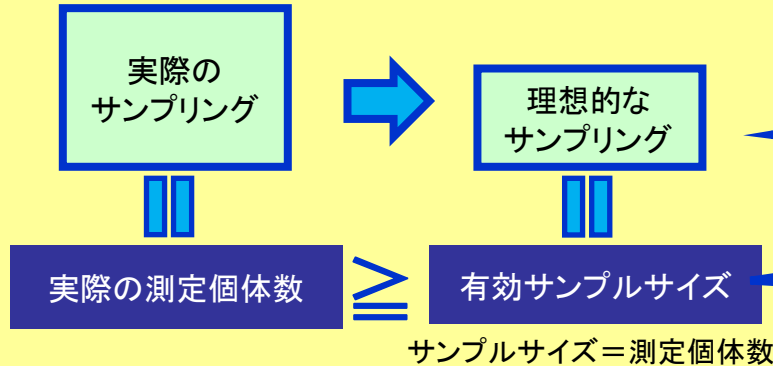 実際の
サンプリング
理想的な
サンプリング
実際の測定個体数
≧
有効サンプルサイズ
サンプルサイズ＝測定個体数